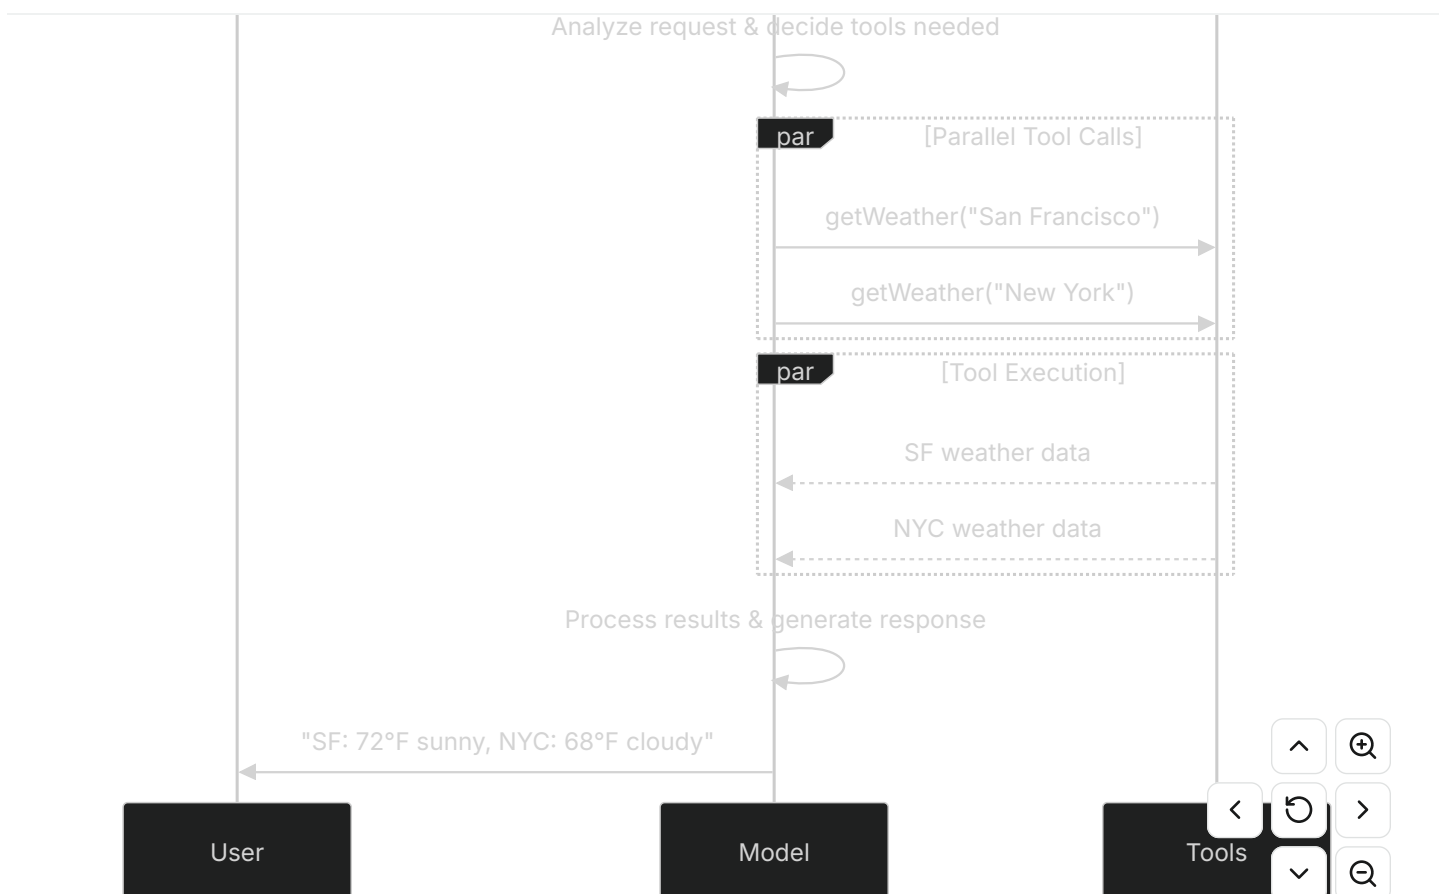 Analyze request & decide tools needed
par
[Parallel Tool Calls]
getWeather("San Francisco")
getWeather("New York")
par
[Tool Execution]
SF weather data
NYC weather data
Process results & generate response
"SF: 72°F sunny, NYC: 68°F cloudy"
User
Model
Tools